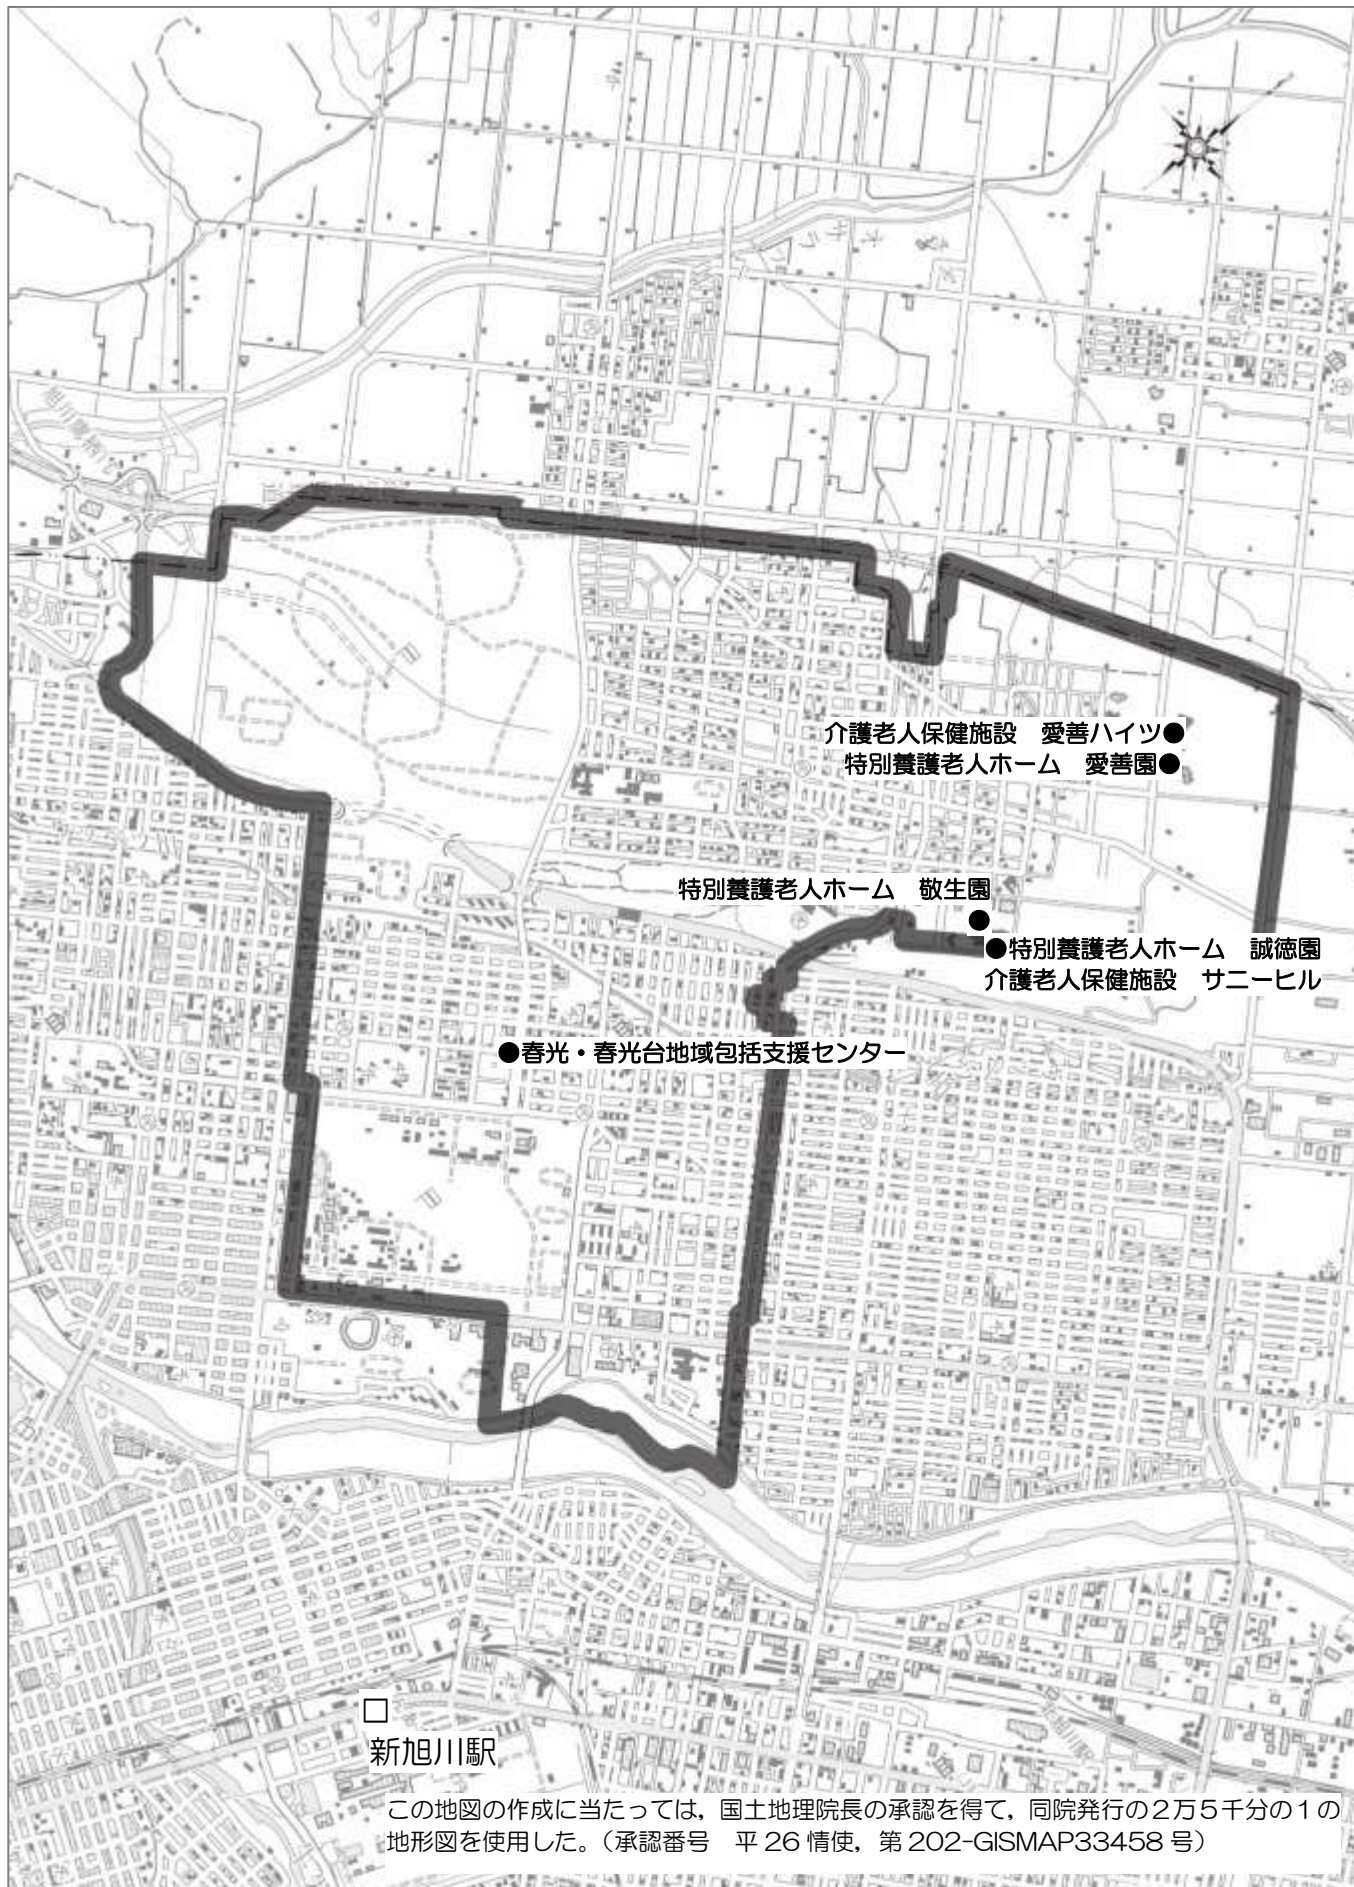 介護老人保健施設　愛善ハイツ●
特別養護老人ホーム　愛善園●
特別養護老人ホーム　敬生園
●
●特別養護老人ホーム　誠徳園
介護老人保健施設　サニーヒル
●春光・春光台地域包括支援センター
□
新旭川駅
この地図の作成に当たっては，国土地理院長の承認を得て，同院発行の２万５千分の１の
地形図を使用した。（承認番号　平 26 情使，第 202-GISMAP33458 号）